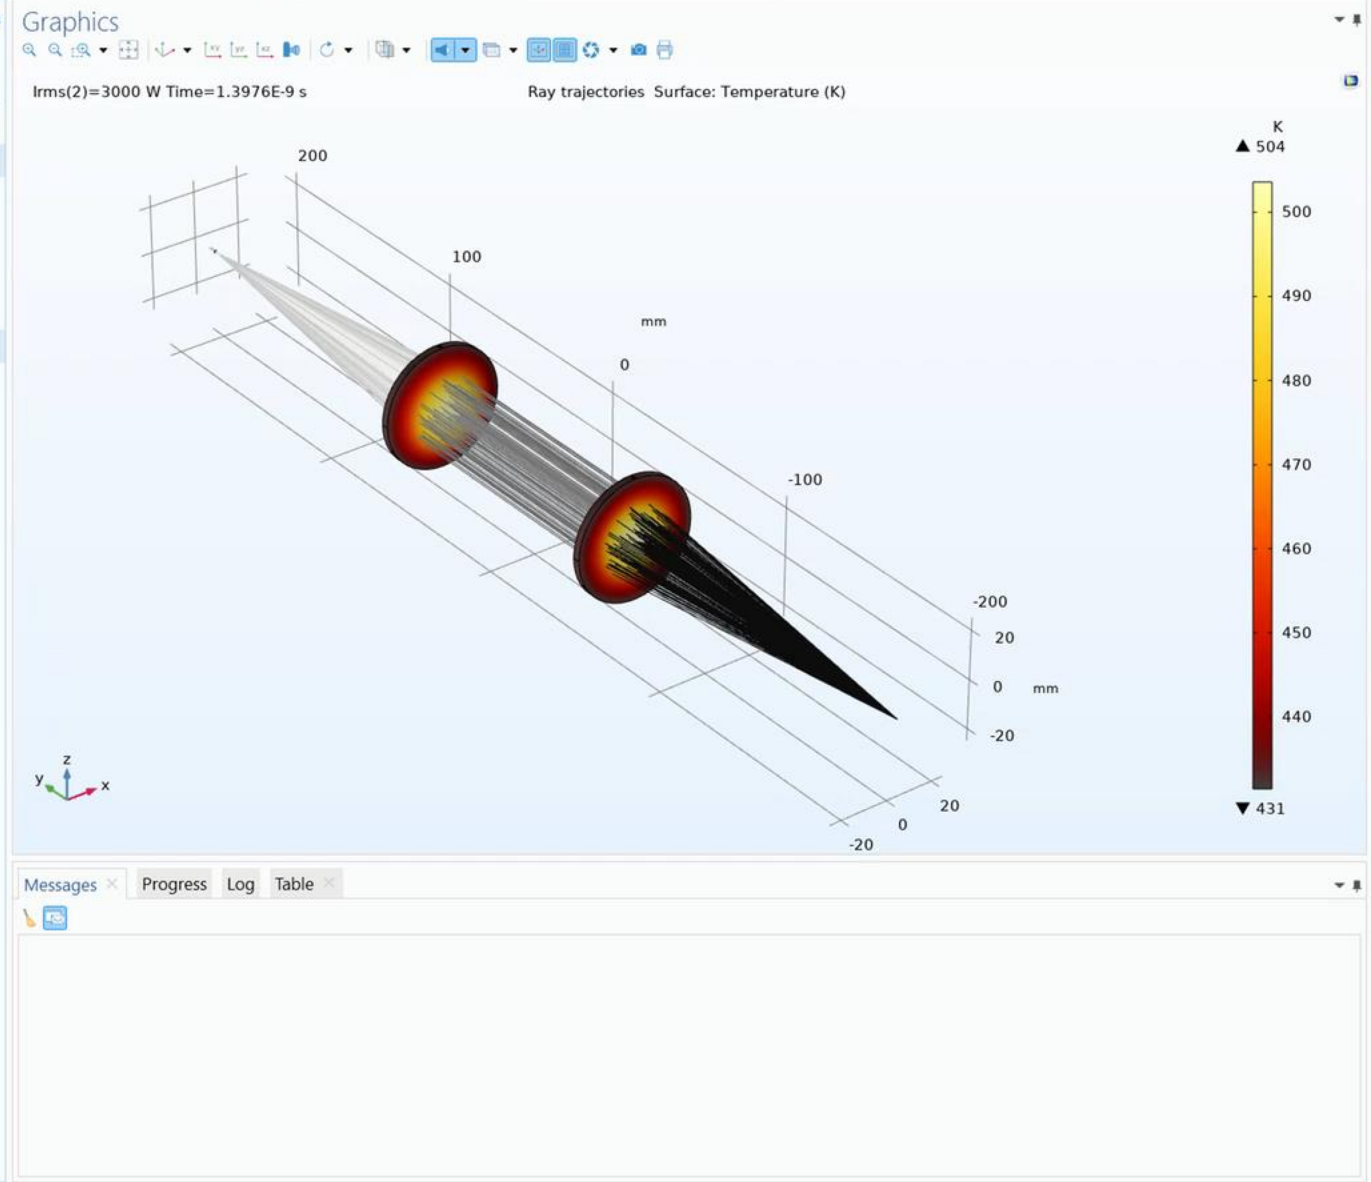 Graphics
Irms(2)=3000 W Time=1.3976E-9 s
Ray trajectories Surface: Temperature (K)
K
▲ 504
200
100
mm
0
-100
-200
20
0 mm
-20
20
0
-20
500
490
480
470
460
450
440
▼ 431
z
y
x
Messages
Progress
Log
Table